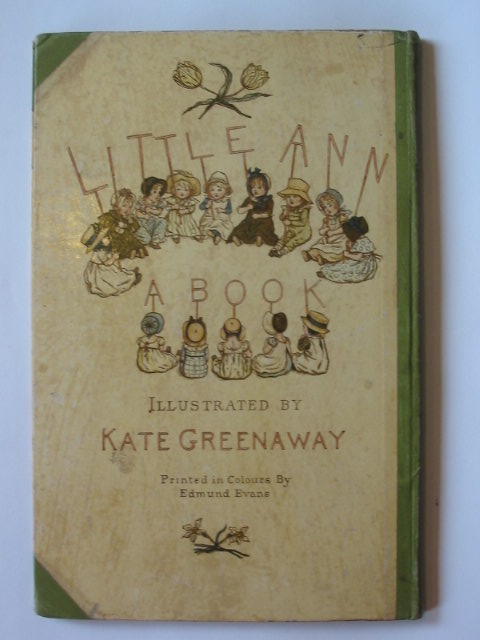 LITTLE ANN
A BOOK
ILLUSTRATED BY
KATE GREENAWAY
Printed in Colours By
Edmund Evans